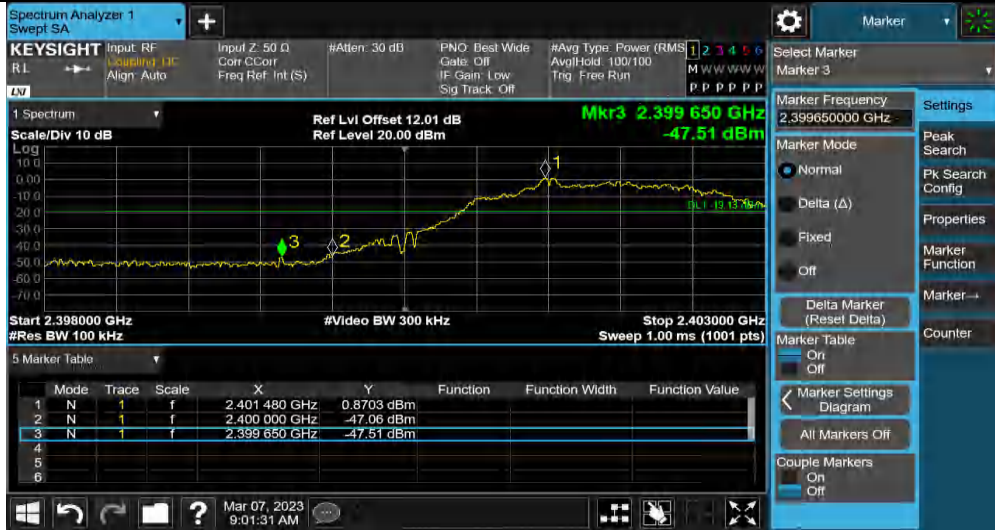 Spectrum Analyzer 1
Swept SA
Marker
KEYSIGHT
RL
LNI
Input: RF
Coupling: DC
Align: Auto
Input Z: 50 Ω
Corr CCorr
Freq Ref: Int (S)
#Atten: 30 dB
PNO: Best Wide
Gate: Off
IF Gain: Low
Sig Track: Off
#Avg Type: Power (RMS
Avg|Hold: 100/100
Trig: Free Run
1 2 3 4 5 6
M W W W W W
P P P P P P
Select Marker
Marker 3
1 Spectrum
Scale/Div 10 dB
Ref Lvl Offset 12.01 dB
Ref Level 20.00 dBm
Mkr3 2.399 650 GHz
-47.51 dBm
Log
10.0
0.00
-10.0
-20.0
-30.0
-40.0
-50.0
-60.0
-70.0
1
2
3
DL1 -19.13 dBm
Start 2.398000 GHz
#Res BW 100 kHz
#Video BW 300 kHz
Stop 2.403000 GHz
Sweep 1.00 ms (1001 pts)
5 Marker Table
Mode Trace Scale X Y Function Function Width Function Value
1 N 1 f 2.401 480 GHz 0.8703 dBm
2 N 1 f 2.400 000 GHz -47.06 dBm
3 N 1 f 2.399 650 GHz -47.51 dBm
4
5
6
Marker Frequency
2.399650000 GHz
Marker Mode
Normal
Delta (Δ)
Fixed
Off
Delta Marker
(Reset Delta)
Marker Table
On
Off
Marker Settings
Diagram
All Markers Off
Couple Markers
On
Off
Settings
Peak
Search
Pk Search
Config
Properties
Marker
Function
Marker→
Counter
?
Mar 07, 2023
9:01:31 AM